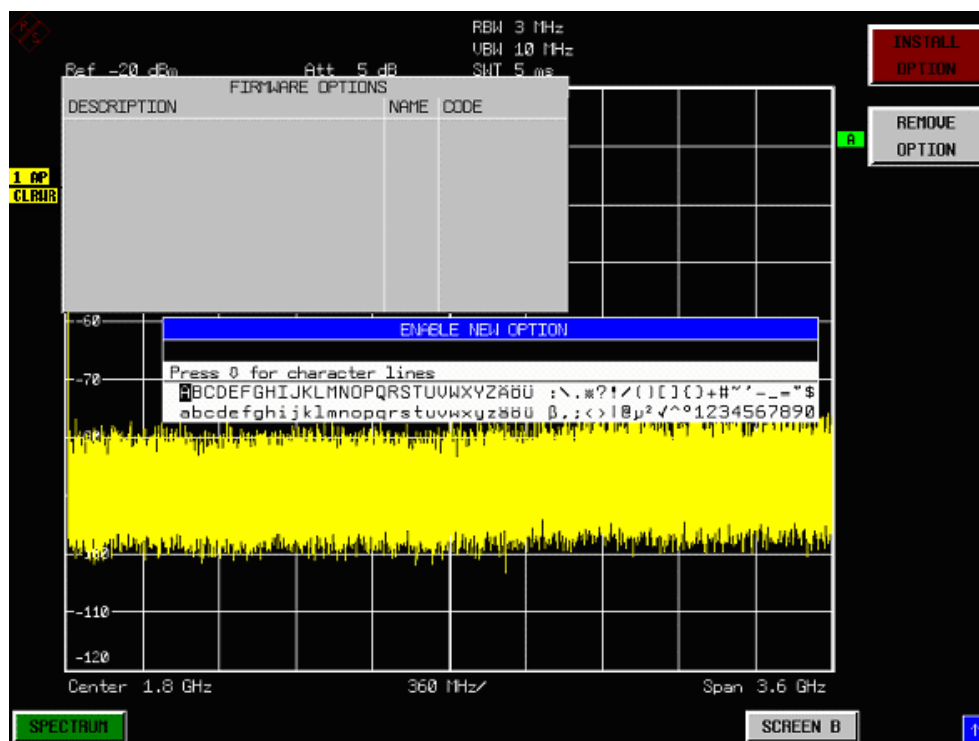 RBW 3 MHz
VBW 10 MHz
Ref -20 dBm Att 5 dB SWT 5 ms
INSTALL
OPTION
REMOVE
OPTION
FIRMWARE OPTIONS
DESCRIPTION NAME CODE
A
1 AP
CLRWR
-60
ENABLE NEW OPTION
Press ⇩ for character lines
-70
ABCDEFGHIJKLMNOPQRSTUVWXYZÄöÜ :\.*?!/()[]{}+#~'-_="$
abcdefghijklmnopqrstuvwxyzäöü ß,;<>|@µ²√^°1234567890
-80
-100
-110
-120
Center 1.8 GHz 360 MHz/ Span 3.6 GHz
SPECTRUM SCREEN B ↑